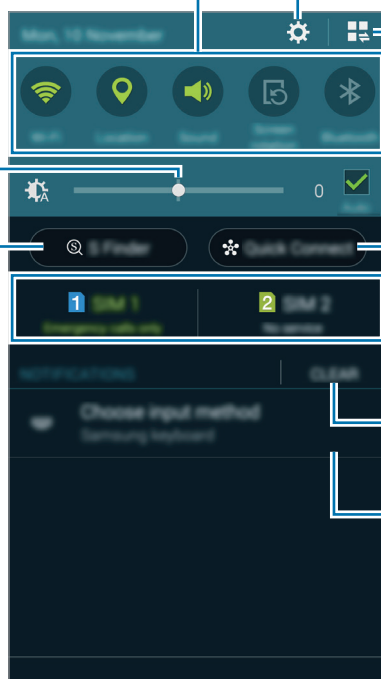 Mon, 10 November
Wi-Fi
Location
Sound
Screen
rotation
Bluetooth
A
0
Auto
S Finder
Quick Connect
1 SIM 1
2 SIM 2
Emergency calls only
No service
NOTIFICATIONS
CLEAR
Choose input method
Samsung keyboard